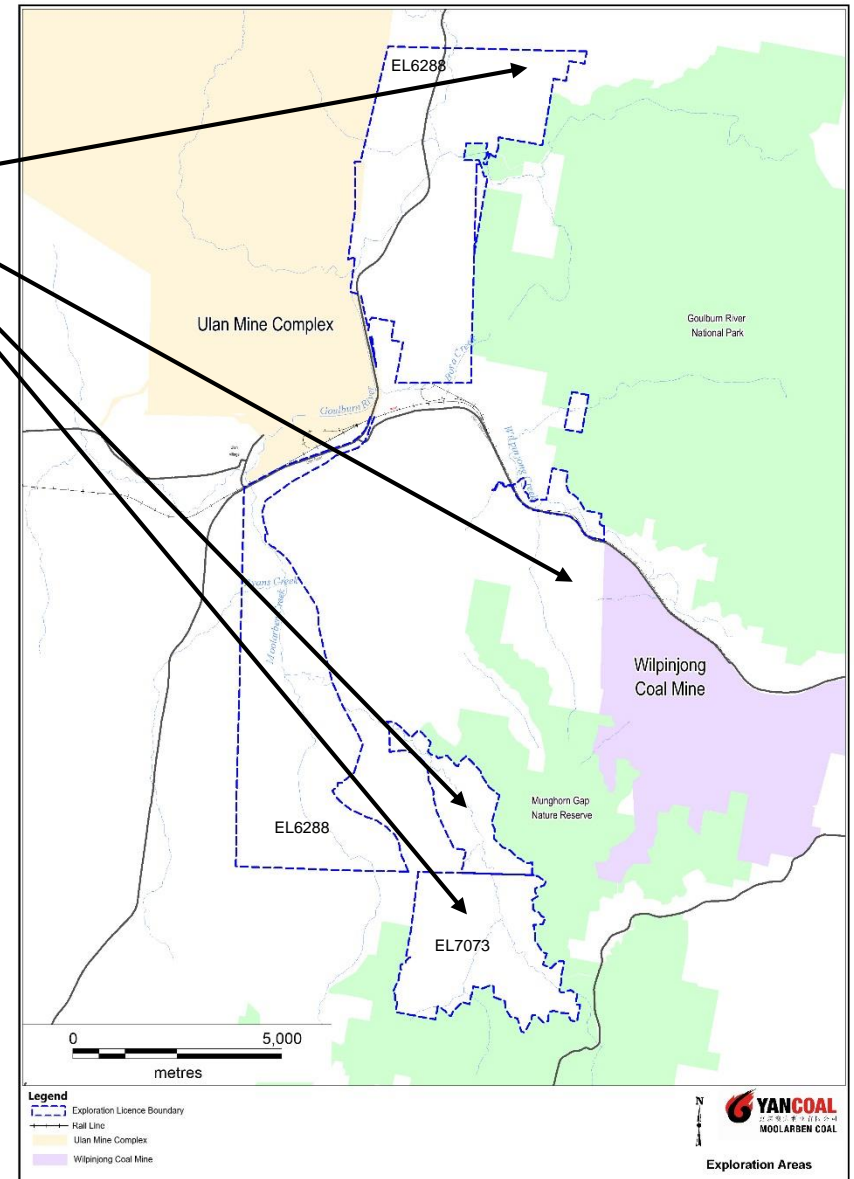 EL6288
Ulan Mine Complex
Goulburn River
National Park
Goulburn River
Wilpinjong Creek
Moolarben Creek
Wilpinjong
Coal Mine
Munghorn Gap
Nature Reserve
EL6288
EL7073
0 5,000
metres
Legend
Exploration Licence Boundary
Rail Line
Ulan Mine Complex
Wilpinjong Coal Mine
N
YANCOAL
MOOLARBEN COAL
Exploration Areas